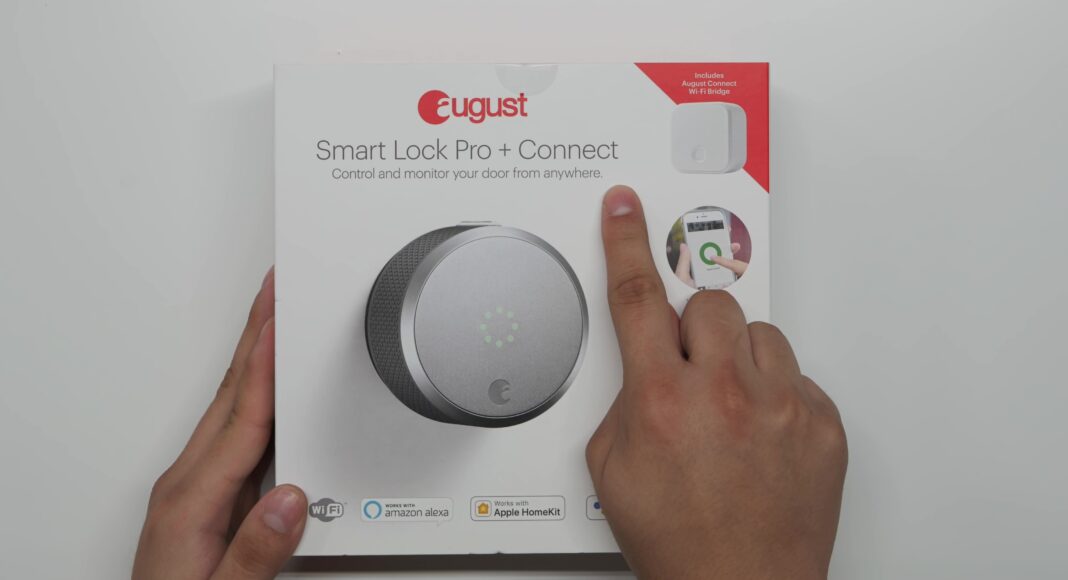 august
Includes
August Connect
Wi-Fi Bridge
Smart Lock Pro + Connect
Control and monitor your door from anywhere.
WiFi
WORKS WITH
amazon alexa
Works with
Apple HomeKit